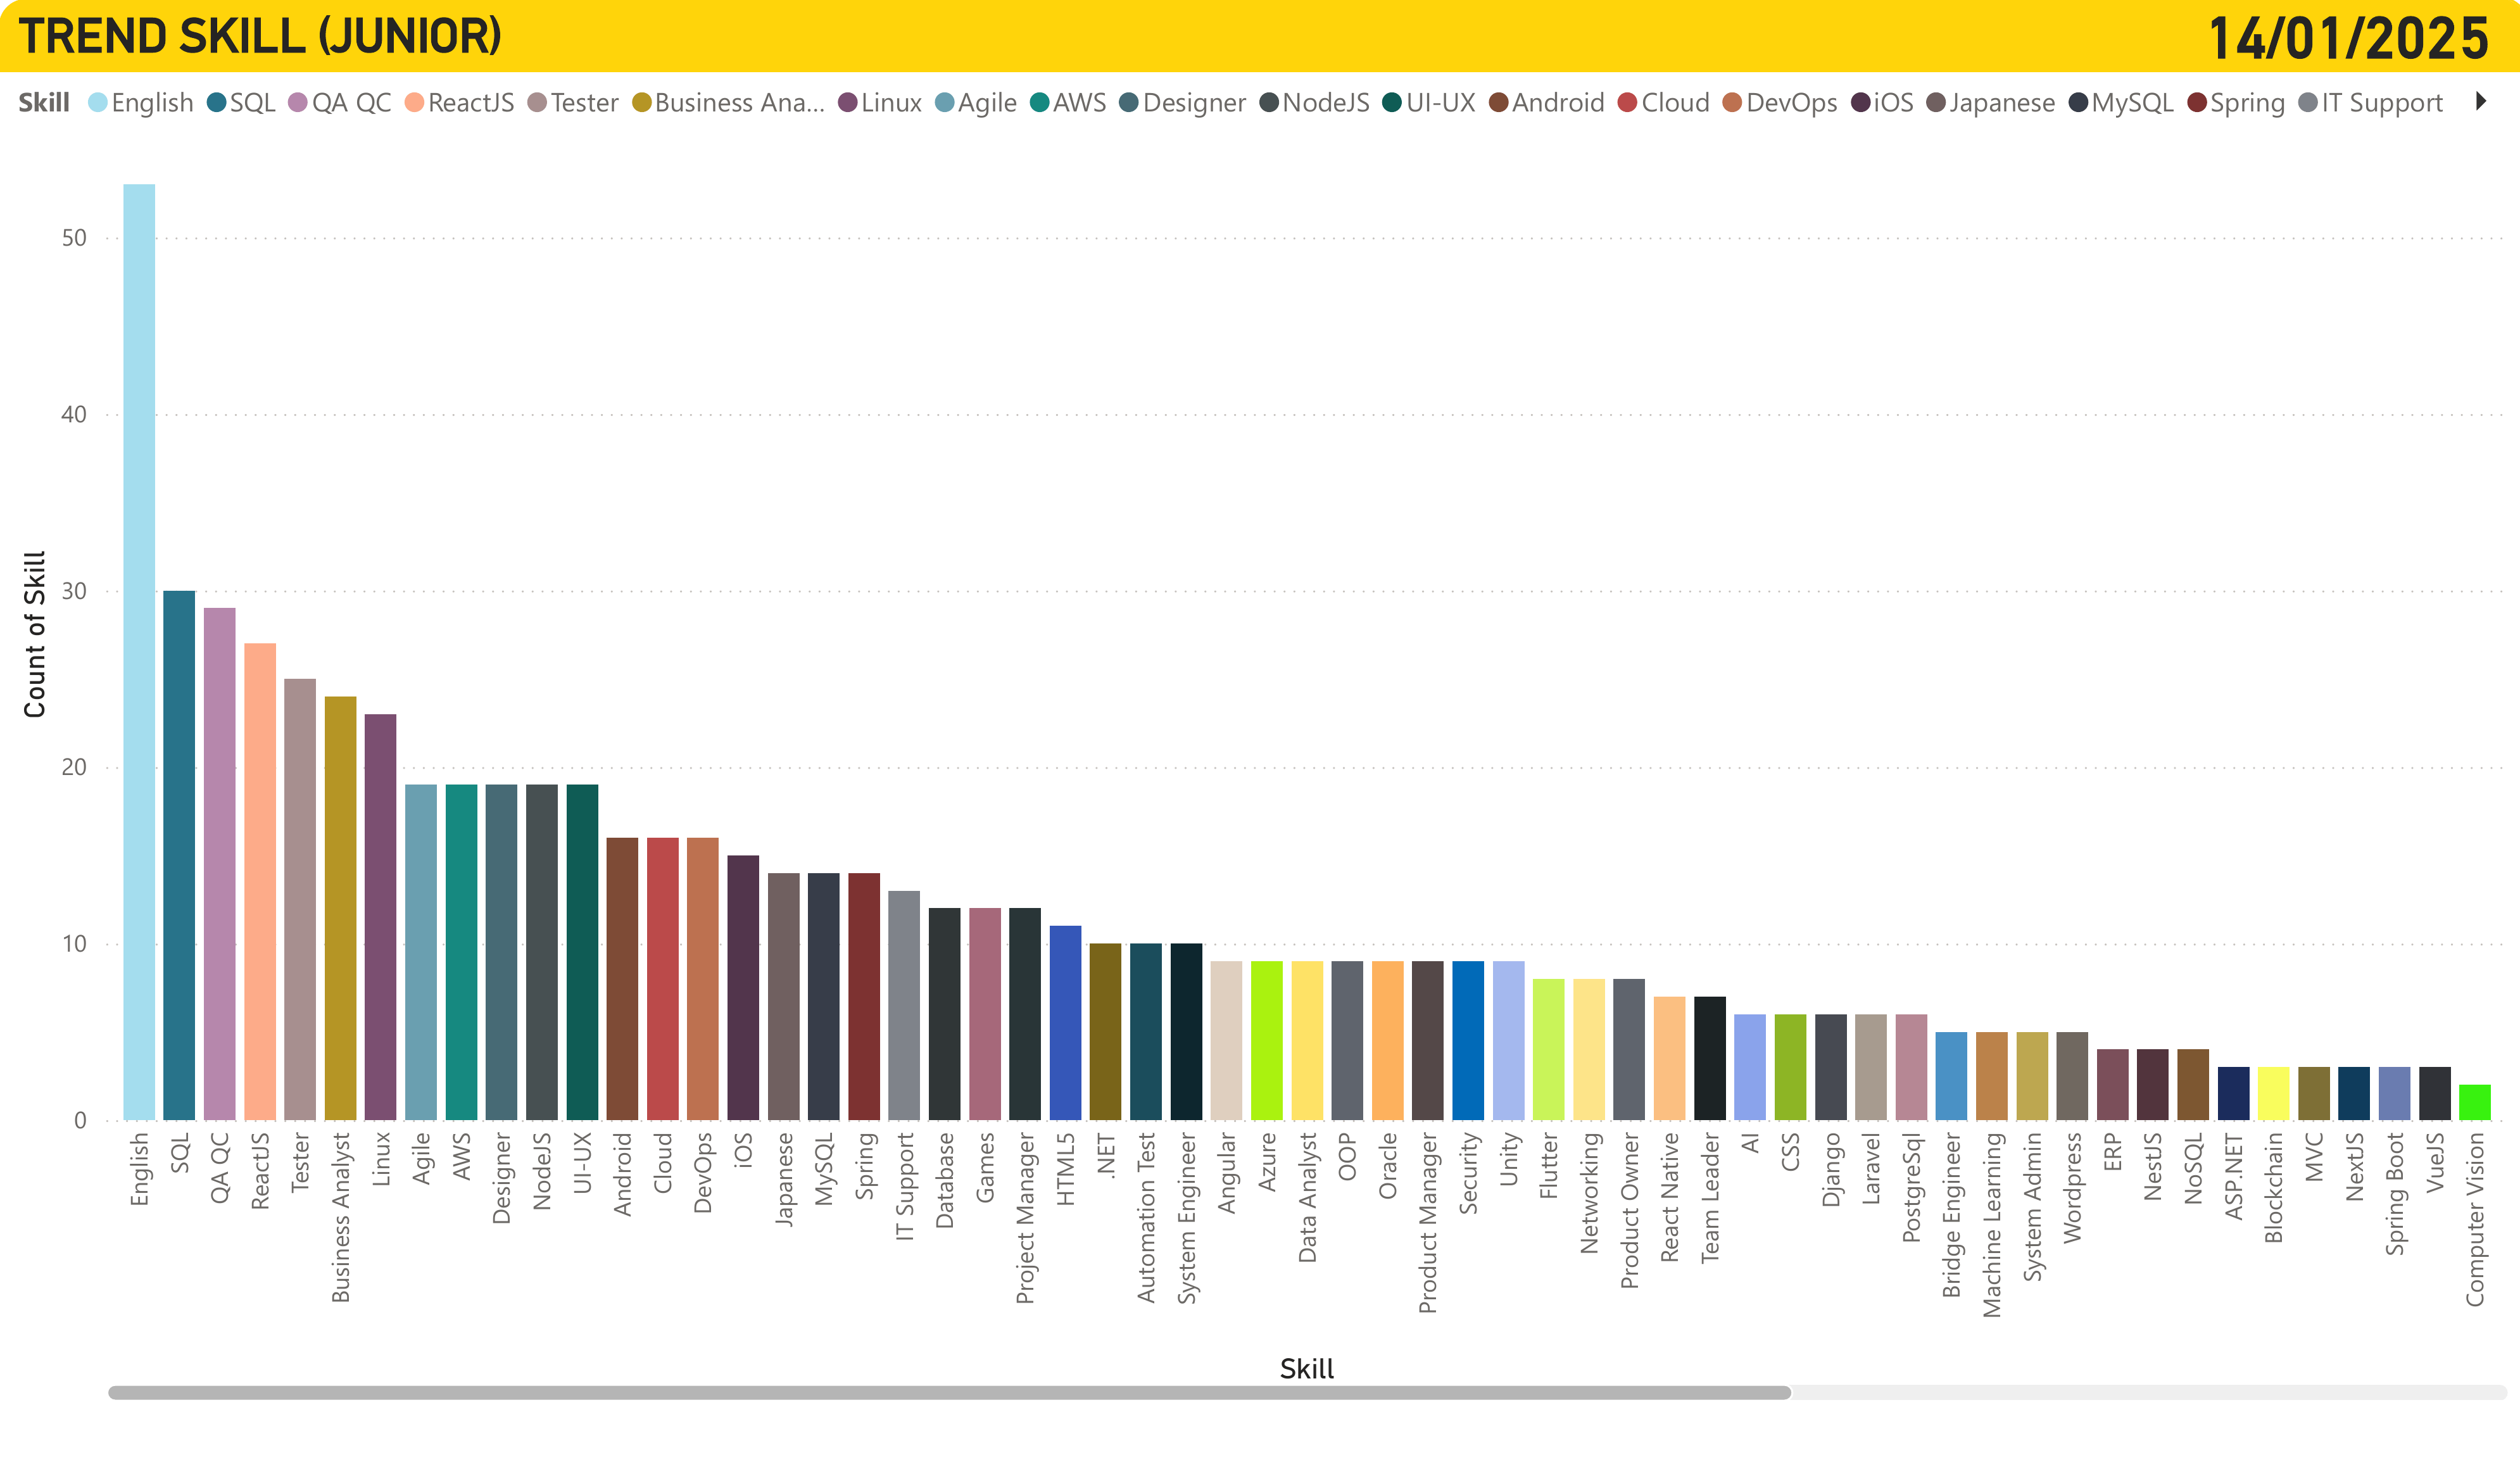 TREND SKILL (JUNIOR)
14/01/2025
Skill English SQL QA QC ReactJS Tester Business Ana... Linux Agile AWS Designer NodeJS UI-UX Android Cloud DevOps iOS Japanese MySQL Spring IT Support
Count of Skill
50
40
30
20
10
0
English
SQL
QA QC
ReactJS
Tester
Business Analyst
Linux
Agile
AWS
Designer
NodeJS
UI-UX
Android
Cloud
DevOps
iOS
Japanese
MySQL
Spring
IT Support
Database
Games
Project Manager
HTML5
.NET
Automation Test
System Engineer
Angular
Azure
Data Analyst
OOP
Oracle
Product Manager
Security
Unity
Flutter
Networking
Product Owner
React Native
Team Leader
AI
CSS
Django
Laravel
PostgreSql
Bridge Engineer
Machine Learning
System Admin
Wordpress
ERP
NestJS
NoSQL
ASP.NET
Blockchain
MVC
NextJS
Spring Boot
VueJS
Computer Vision
Skill